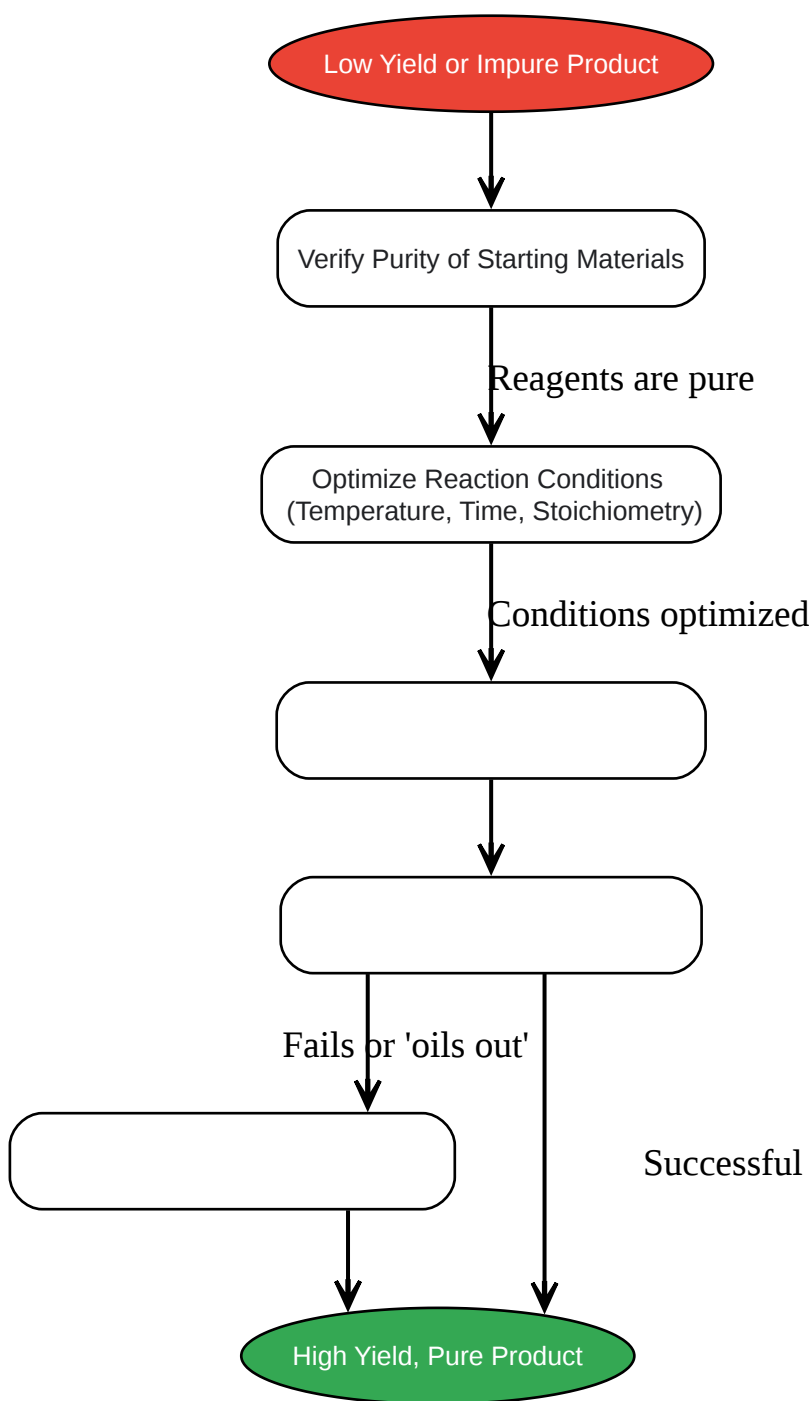 Low Yield or Impure Product
Verify Purity of Starting Materials
Reagents are pure
Optimize Reaction Conditions
(Temperature, Time, Stoichiometry)
Conditions optimized
Fails or 'oils out'
Successful
High Yield, Pure Product